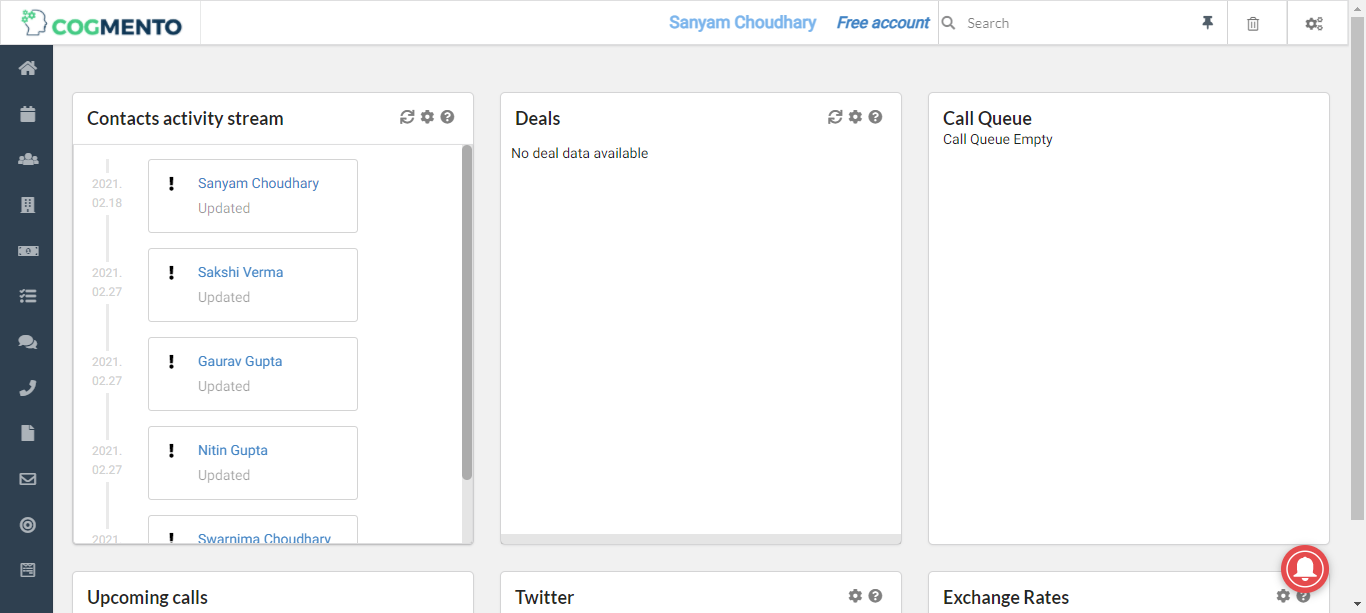 COGMENTO
Sanyam Choudhary
Free account
Search
Contacts activity stream
2021.
02.18
Sanyam Choudhary
Updated
2021.
02.27
Sakshi Verma
Updated
2021.
02.27
Gaurav Gupta
Updated
2021.
02.27
Nitin Gupta
Updated
2021.
Swarnima Choudhary
Deals
No deal data available
Call Queue
Call Queue Empty
Upcoming calls
Twitter
Exchange Rates